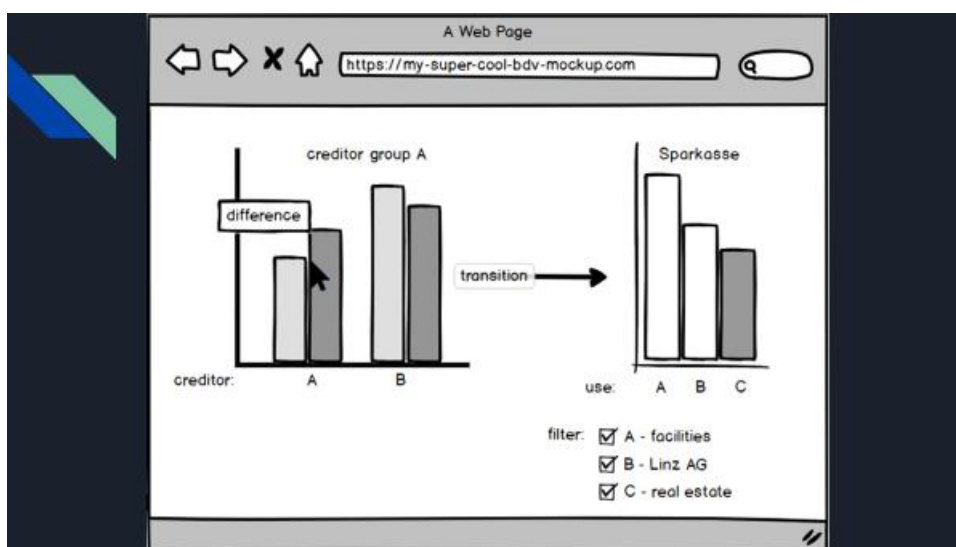 A Web Page
https://my-super-cool-bdv-mockup.com
creditor group A
difference
creditor: A B
transition
Sparkasse
use: A B C
filter: A - facilities
B - Linz AG
C - real estate